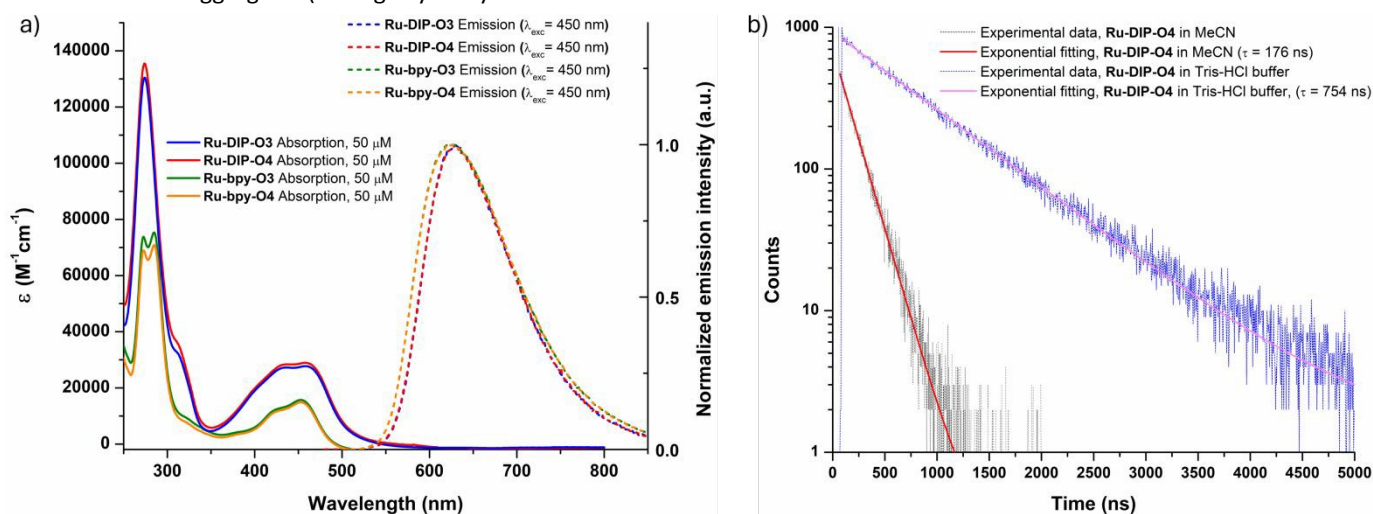 a)
140000
120000
100000
80000
60000
40000
20000
0
ε (M⁻¹cm⁻¹)
Ru-DIP-O3 Emission (λexc = 450 nm)
Ru-DIP-O4 Emission (λexc = 450 nm)
Ru-bpy-O3 Emission (λexc = 450 nm)
Ru-bpy-O4 Emission (λexc = 450 nm)
Ru-DIP-O3 Absorption, 50 μM
Ru-DIP-O4 Absorption, 50 μM
Ru-bpy-O3 Absorption, 50 μM
Ru-bpy-O4 Absorption, 50 μM
1.0
0.5
0.0
Normalized emission intensity (a.u.)
300 400 500 600 700 800
Wavelength (nm)
b)
1000
100
10
1
Counts
Experimental data, Ru-DIP-O4 in MeCN
Exponential fitting, Ru-DIP-O4 in MeCN (τ = 176 ns)
Experimental data, Ru-DIP-O4 in Tris-HCl buffer
Exponential fitting, Ru-DIP-O4 in Tris-HCl buffer, (τ = 754 ns)
0 500 1000 1500 2000 2500 3000 3500 4000 4500 5000
Time (ns)